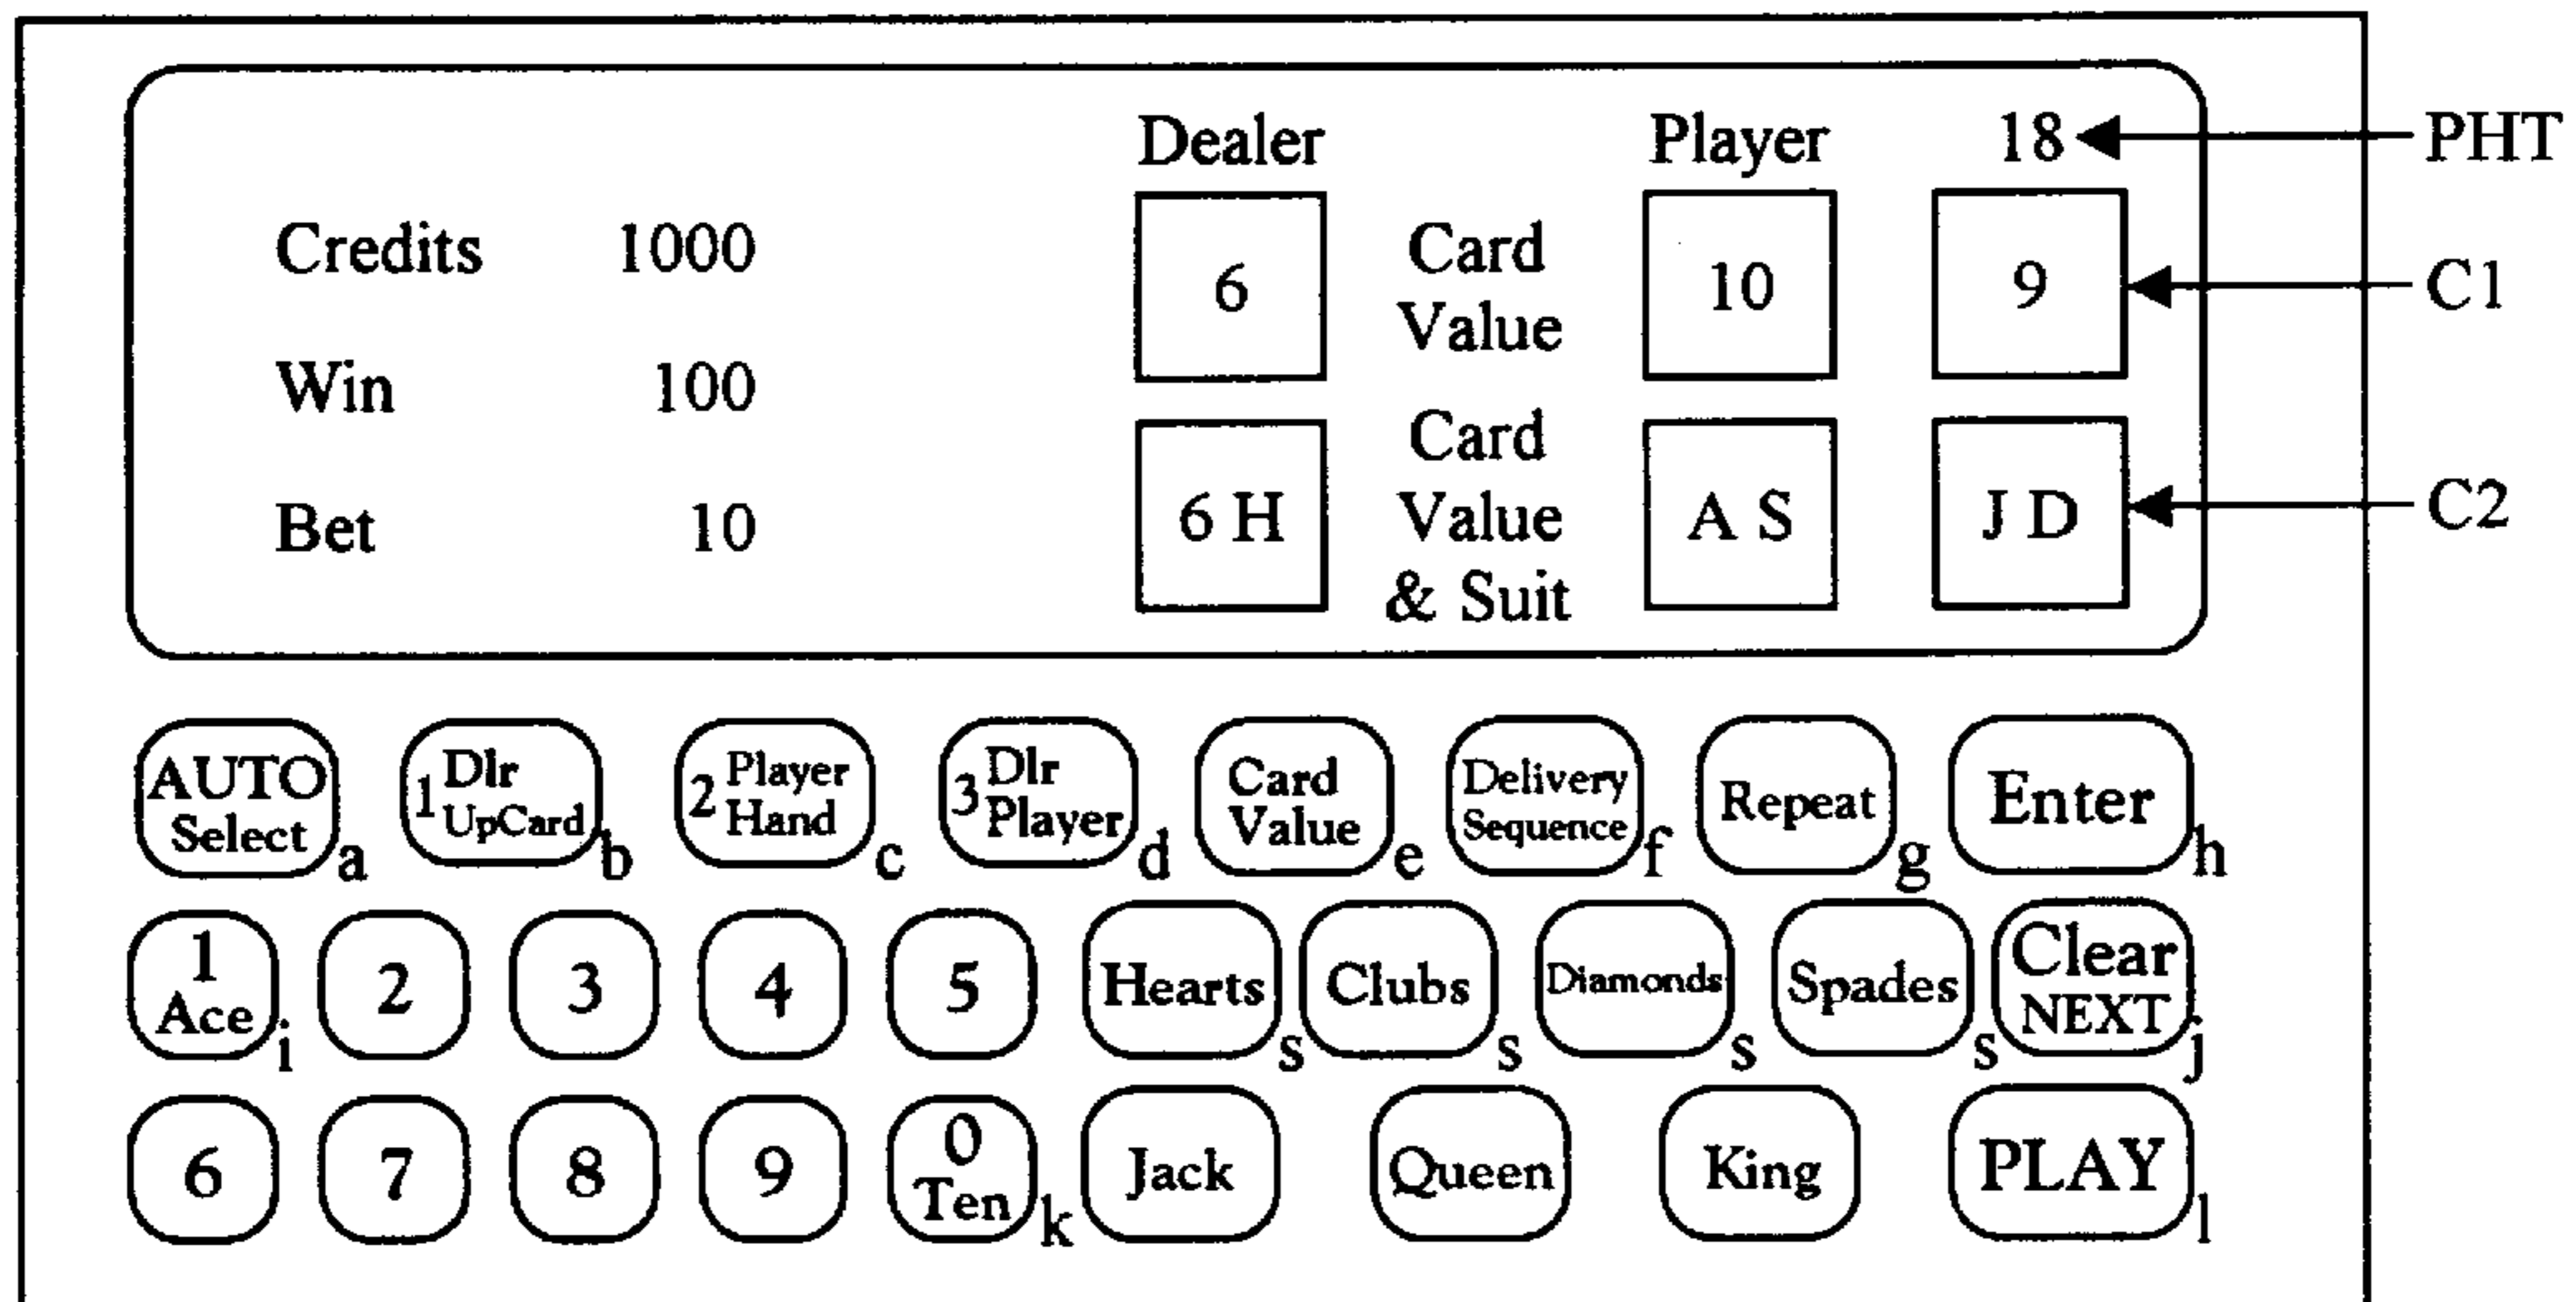 Dealer Player 18 PHT
Credits 1000 6 Card Value 10 9 C1
Win 100
Bet 10 6 H Card Value & Suit A S J D C2
AUTO Select a 1 Dlr UpCard b 2 Player Hand c 3 Dlr Player d Card Value e Delivery Sequence f Repeat g Enter h
1 Ace i 2 3 4 5 Hearts s Clubs s Diamonds s Spades s Clear NEXT j
6 7 8 9 0 Ten k Jack Queen King PLAY l